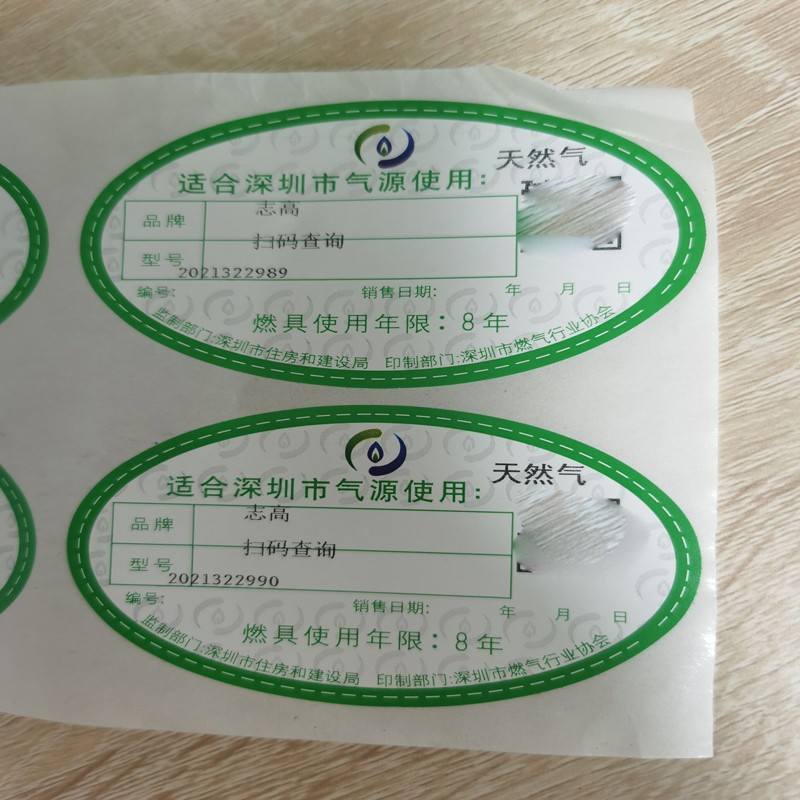 天然气
适合深圳市气源使用:
品牌 志高
型号 扫码查询
2021322989
编号: 销售日期: 年 月 日
燃具使用年限: 8年
监制部门:深圳市住房和建设局 印制部门:深圳市燃气行业协会
天然气
适合深圳市气源使用:
品牌 志高
型号 扫码查询
2021322990
编号: 销售日期: 年 月 日
燃具使用年限: 8年
监制部门:深圳市住房和建设局 印制部门:深圳市燃气行业协会